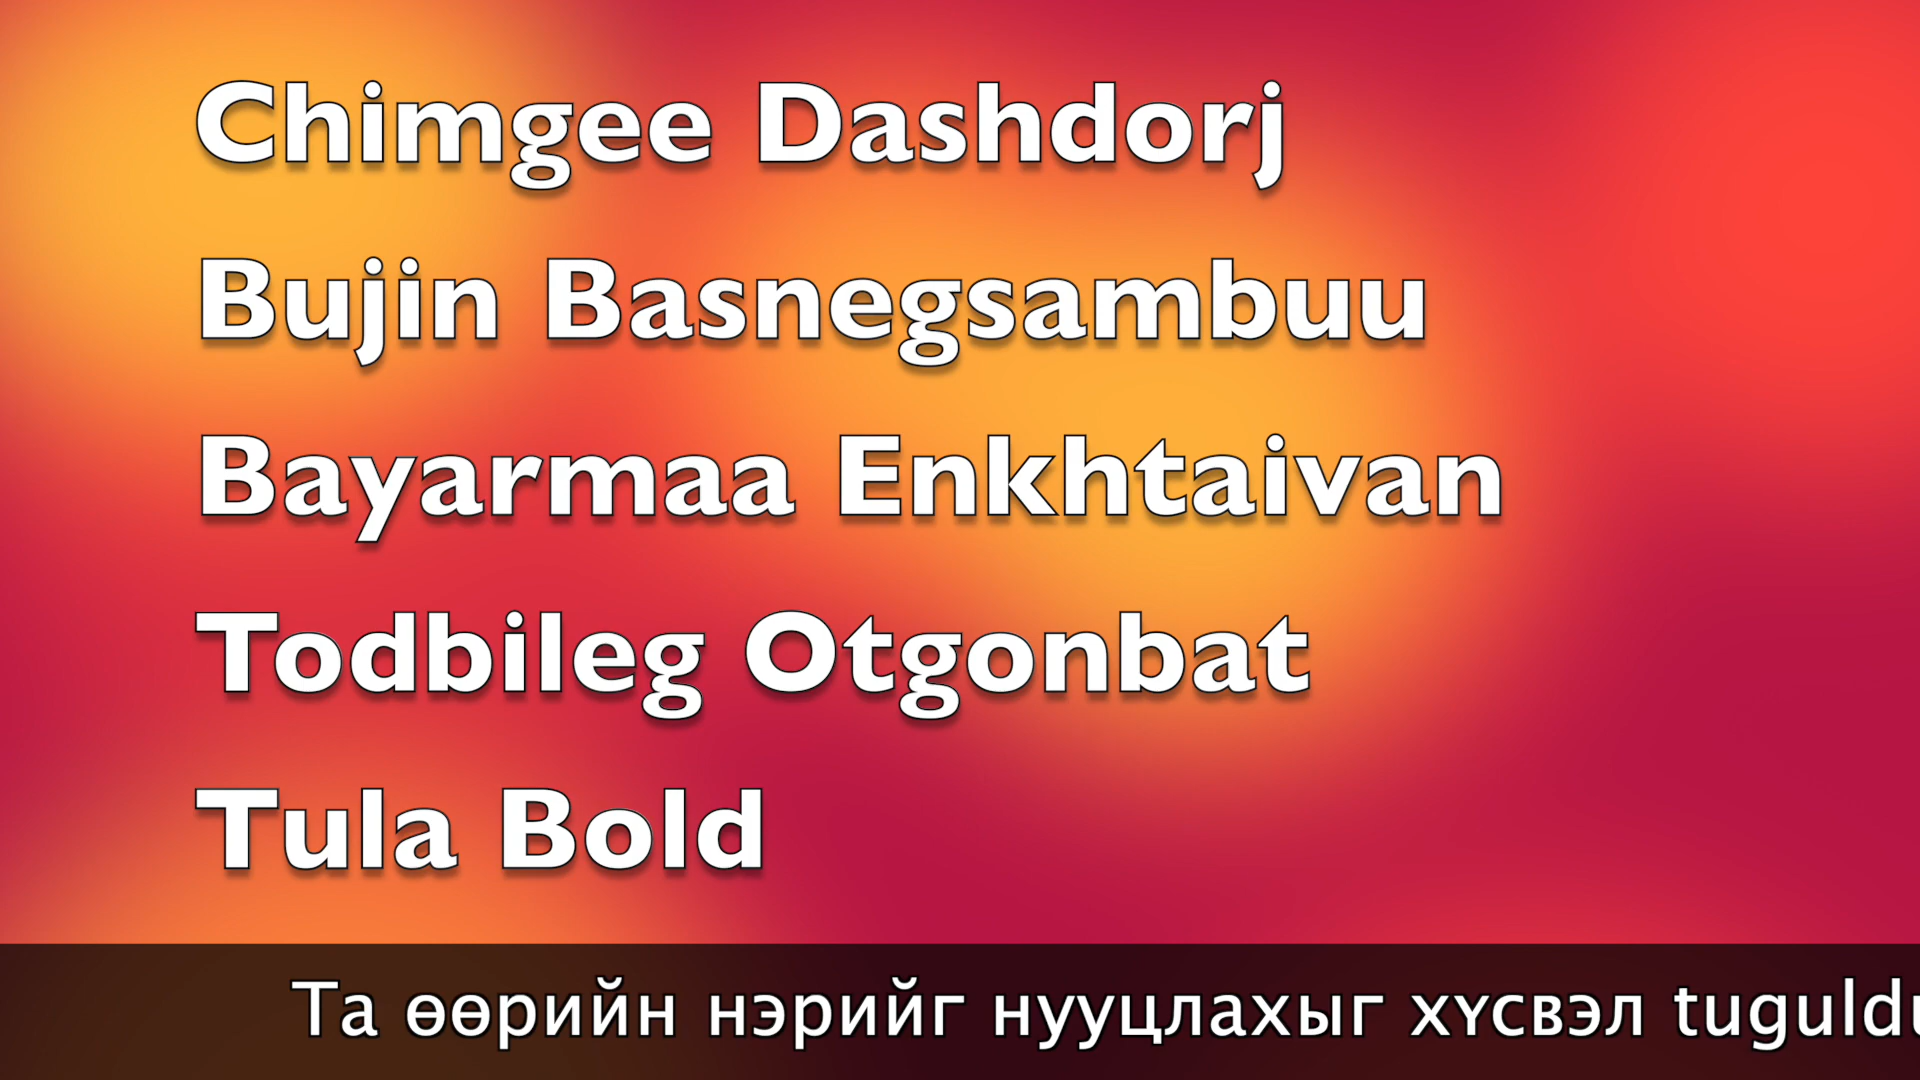 Chimgee Dashdorj
Bujin Basnegsambuu
Bayarmaa Enkhtaivan
Todbileg Otgonbat
Tula Bold
Та өөрийн нэрийг нууцлахыг хүсвэл